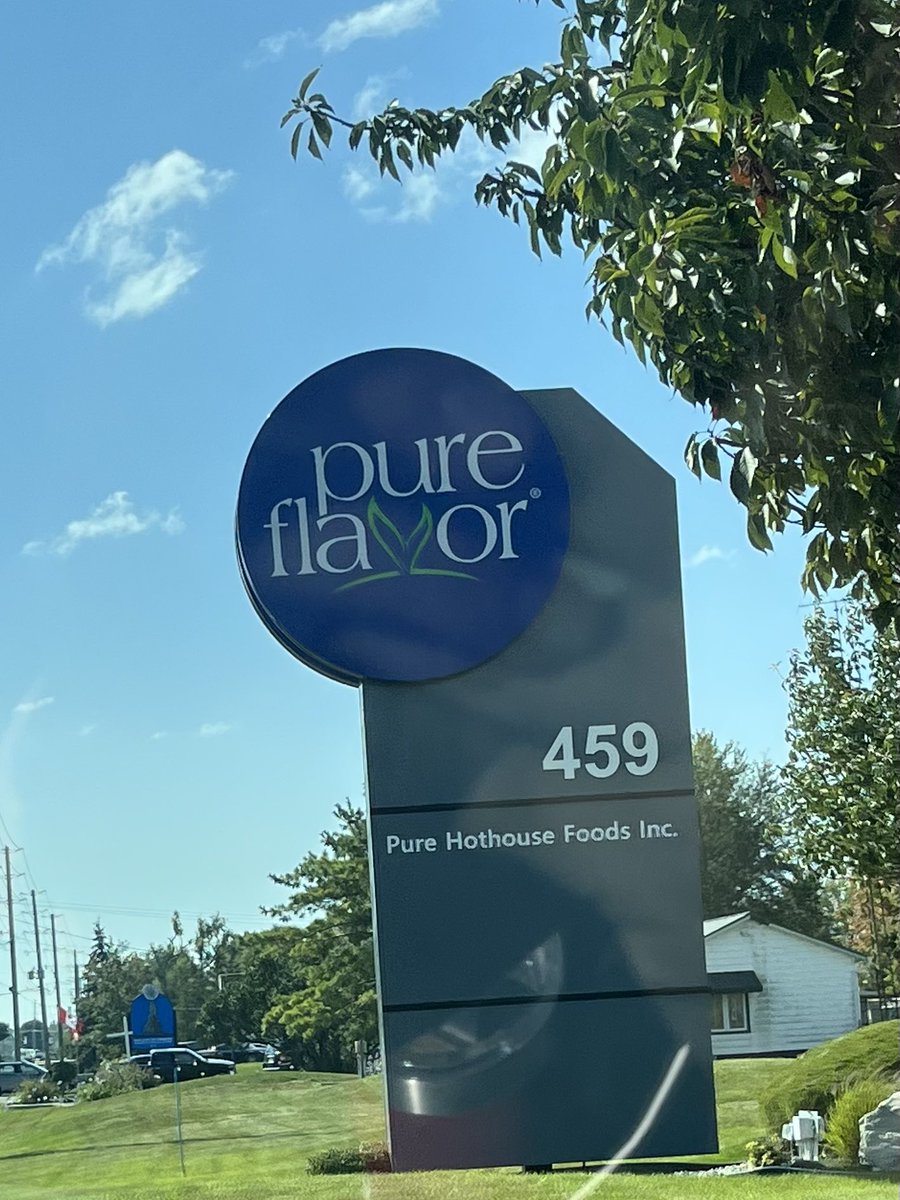 pure
flavor®
459
Pure Hothouse Foods Inc.